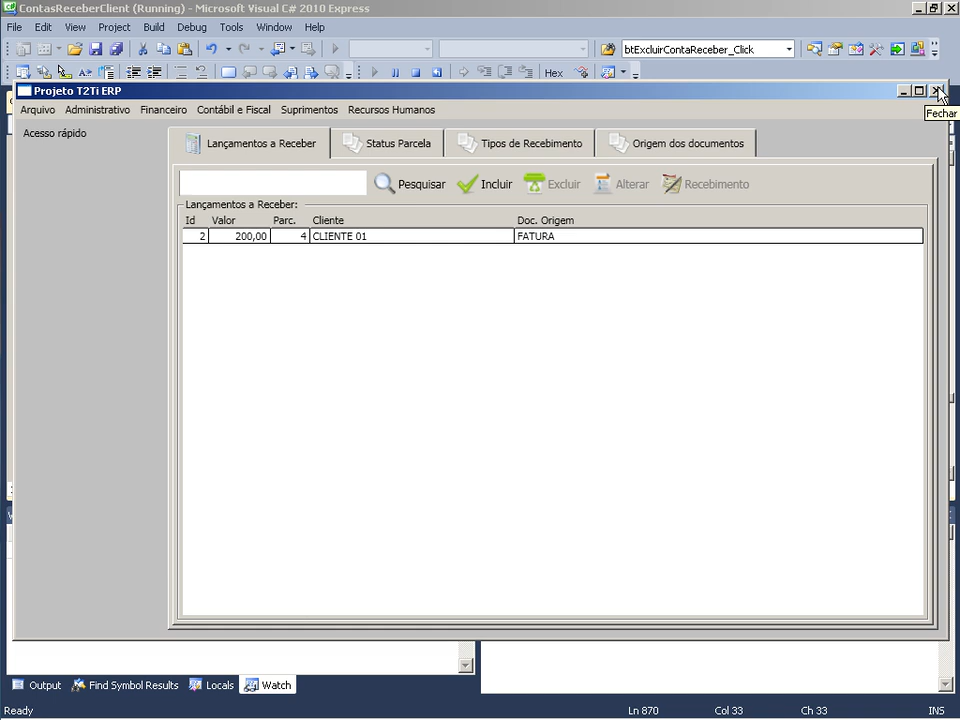 ContasReceberClient (Running) - Microsoft Visual C# 2010 Express
File Edit View Project Build Debug Tools Window Help
btExcluirContaReceber_Click
Hex
Projeto T2Ti ERP
Fechar
Arquivo Administrativo Financeiro Contábil e Fiscal Suprimentos Recursos Humanos
Acesso rápido
Lançamentos a Receber Status Parcela Tipos de Recebimento Origem dos documentos
Pesquisar Incluir Excluir Alterar Recebimento
Lançamentos a Receber:
Id Valor Parc. Cliente Doc. Origem
2 200,00 4 CLIENTE 01 FATURA
Output Find Symbol Results Locals Watch
Ready Ln 870 Col 33 Ch 33 INS